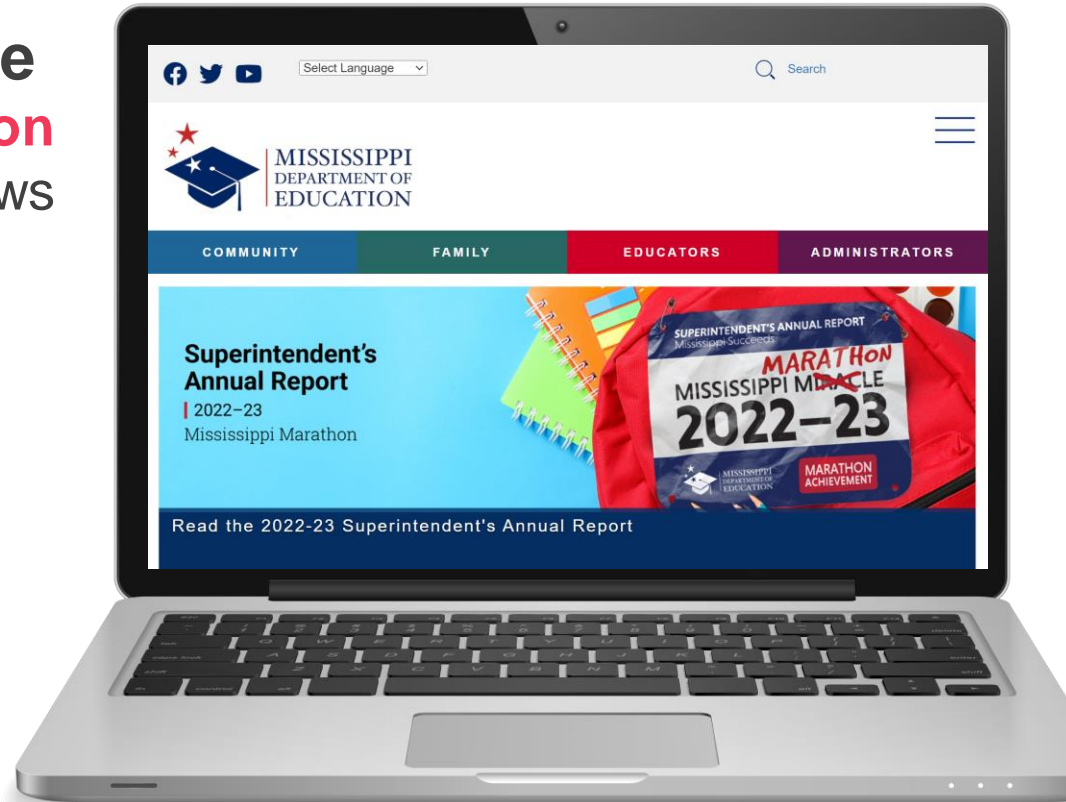 e
on
ws
Select Language
Search
MISSISSIPPI
DEPARTMENT OF
EDUCATION
COMMUNITY FAMILY EDUCATORS ADMINISTRATORS
Superintendent's
Annual Report
2022–23
Mississippi Marathon
SUPERINTENDENT'S ANNUAL REPORT
Mississippi Succeeds
MARATHON
MISSISSIPPI MIRACLE
2022–23
MISSISSIPPI
DEPARTMENT OF
EDUCATION
MARATHON
ACHIEVEMENT
Read the 2022-23 Superintendent's Annual Report